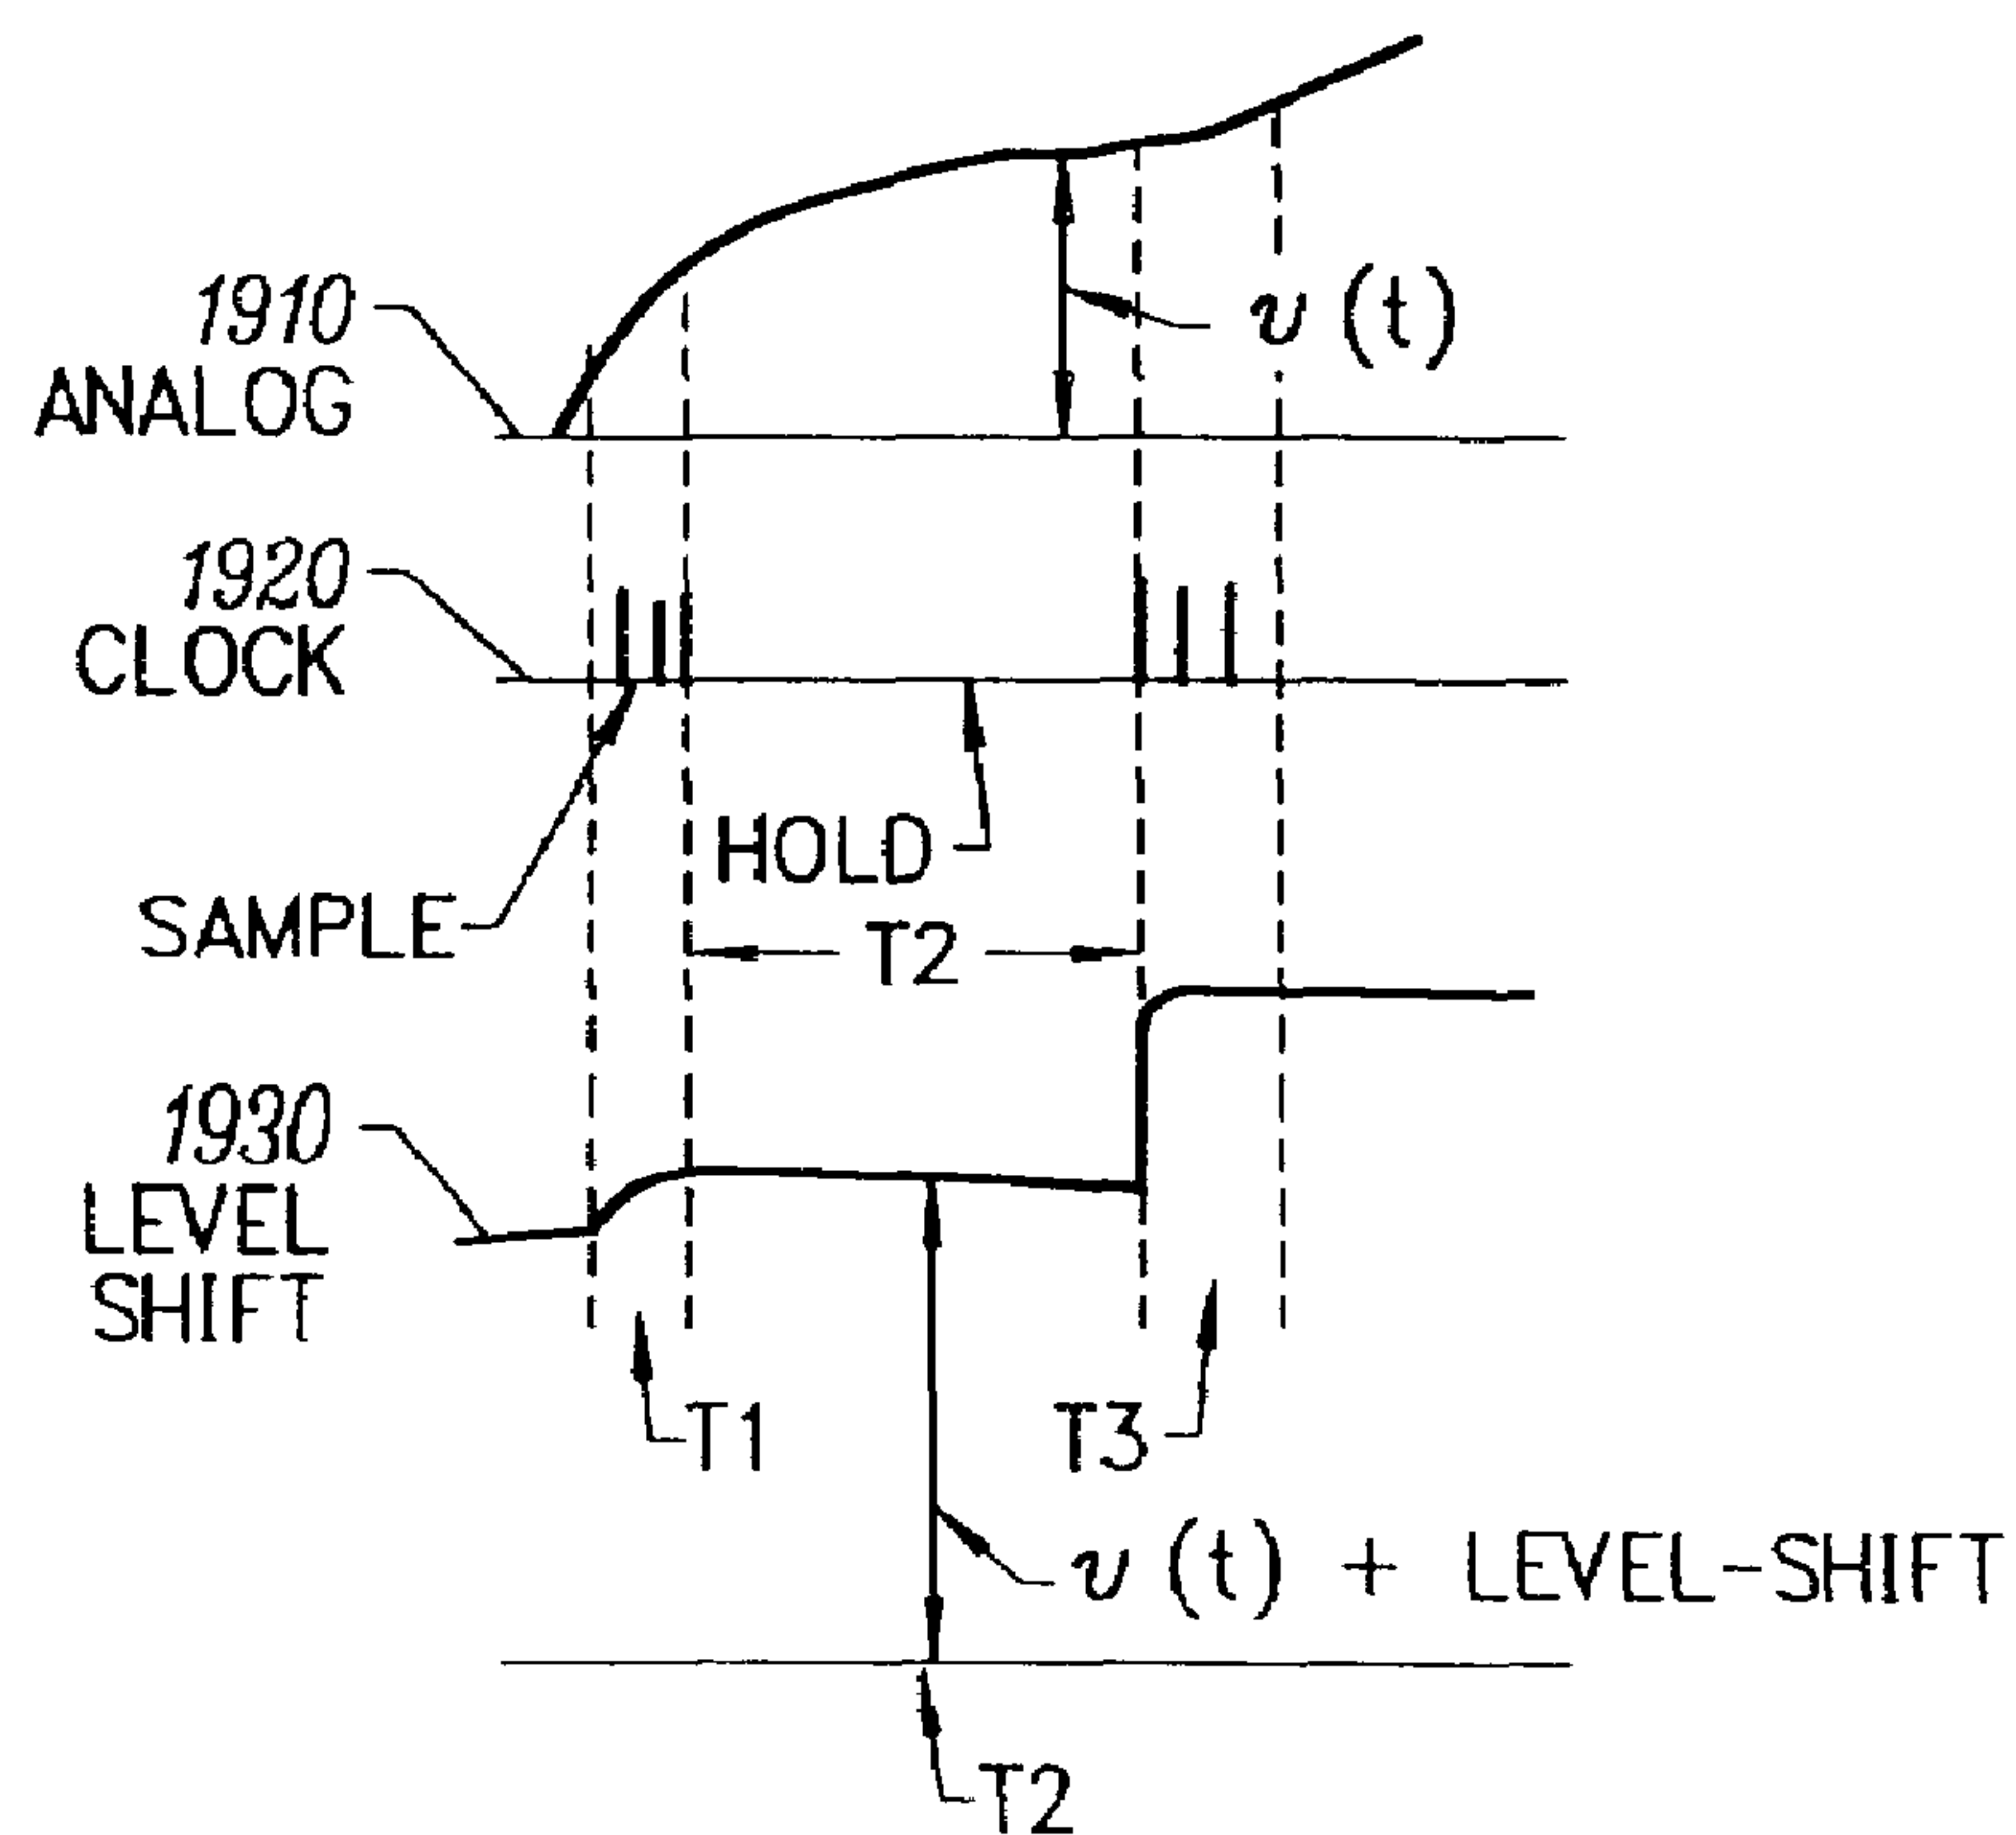 1910
ANALOG
v (t)
1920
CLOCK
HOLD
SAMPLE
T2
1930
LEVEL
SHIFT
T1
T3
v (t) + LEVEL-SHIFT
T2